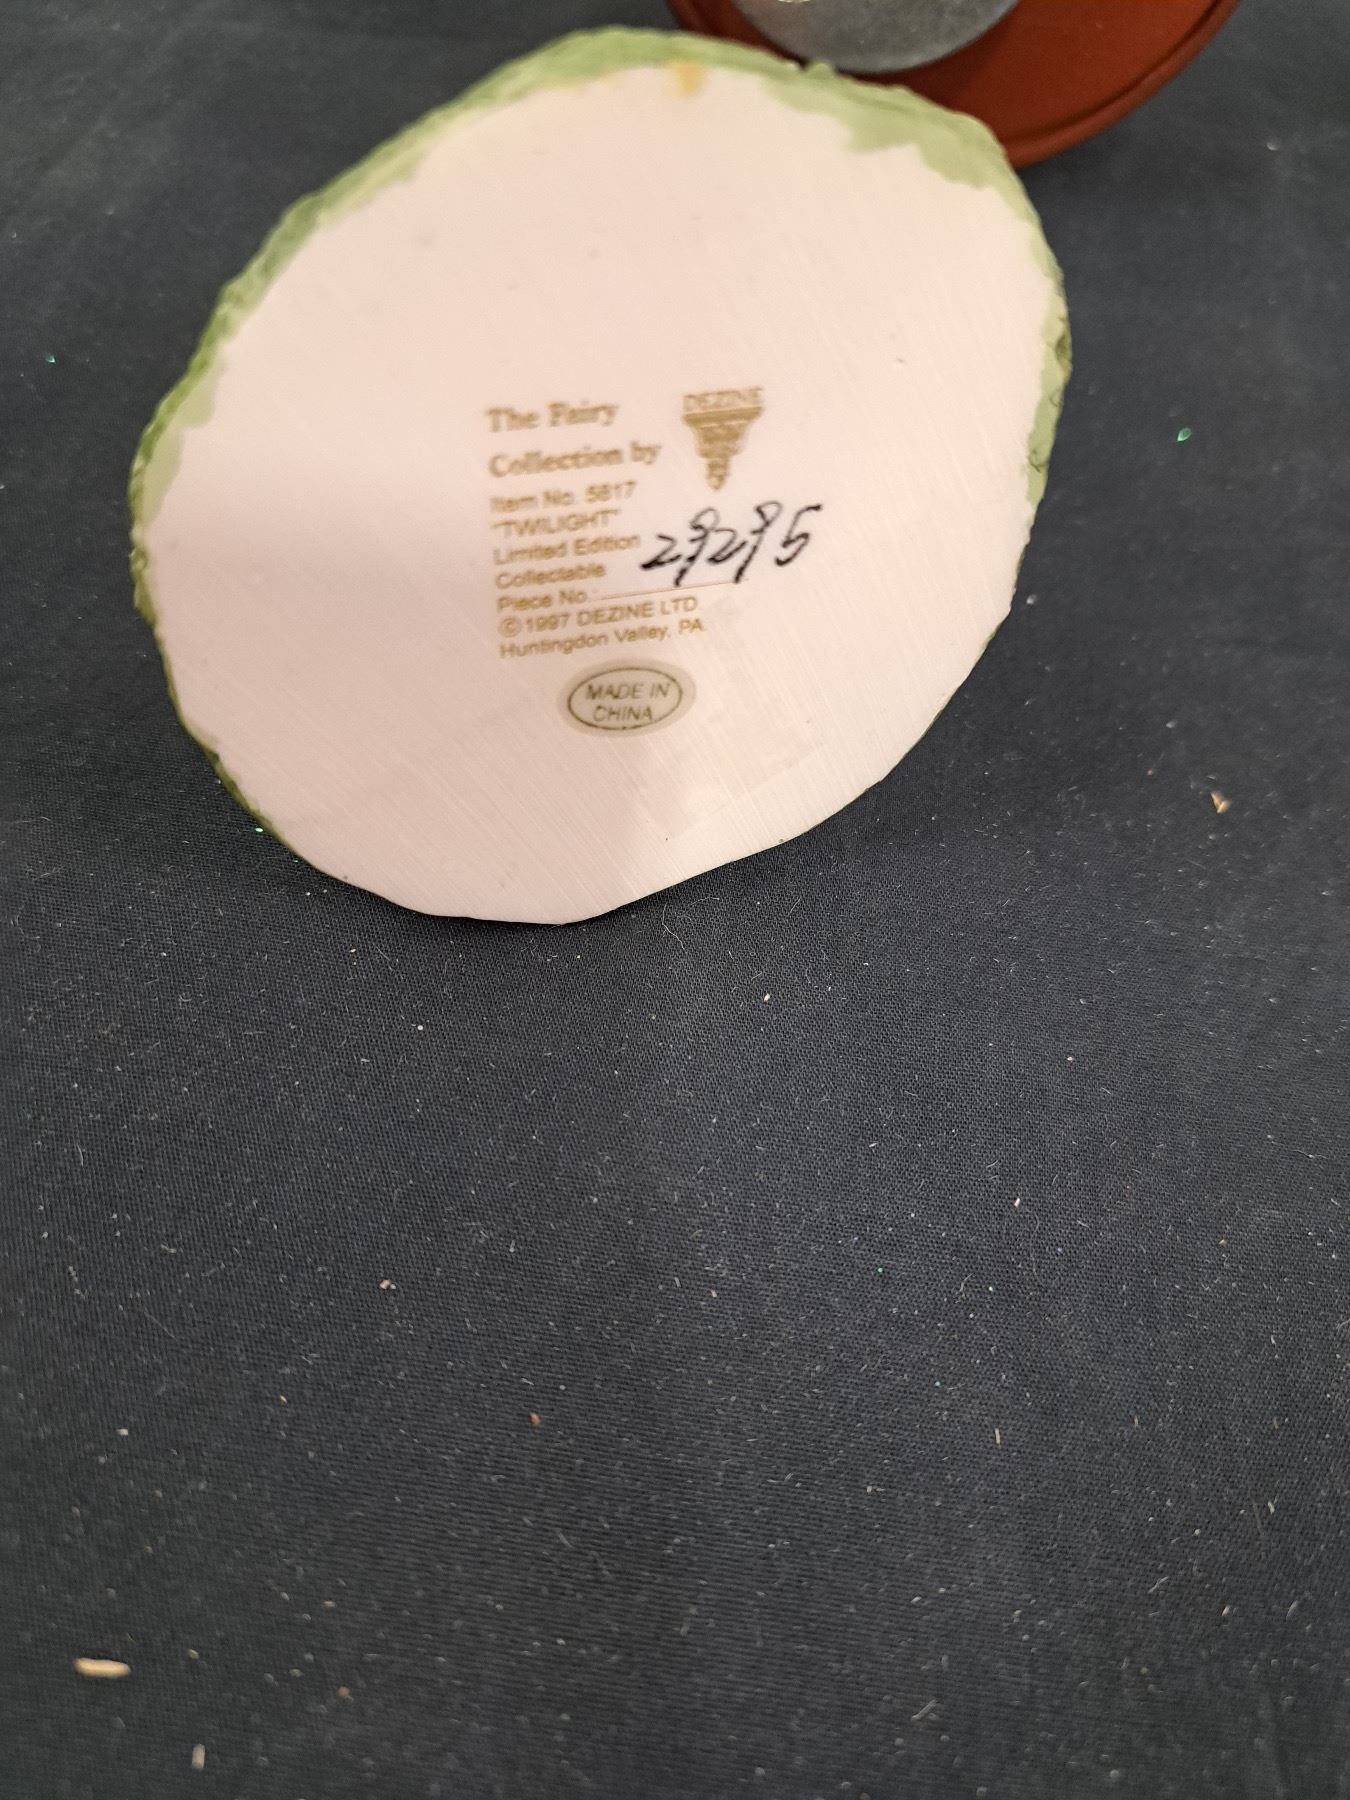 The Fairy
Collection by
DEZINE
Item No. 5817
"TWILIGHT"
Limited Edition
Collectable
Piece No.: 29295
©1997 DEZINE LTD.
Huntingdon Valley, PA.
MADE IN
CHINA